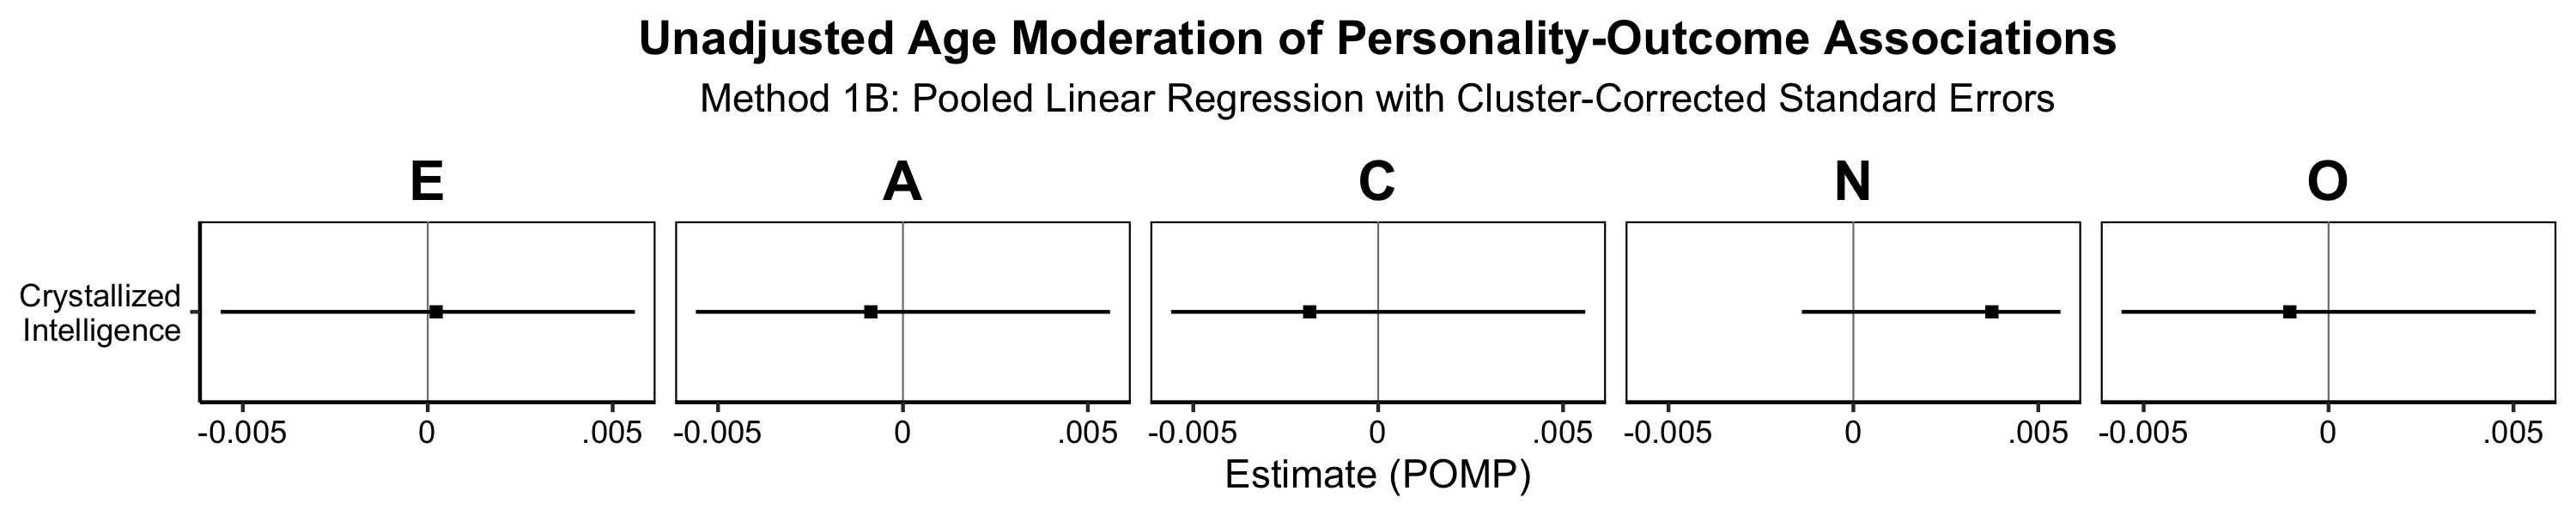 Unadjusted Age Moderation of Personality-Outcome Associations
Method 1B: Pooled Linear Regression with Cluster-Corrected Standard Errors
E A C N O
Crystallized
Intelligence
-0.005 0 .005 -0.005 0 .005 -0.005 0 .005 -0.005 0 .005 -0.005 0 .005
Estimate (POMP)